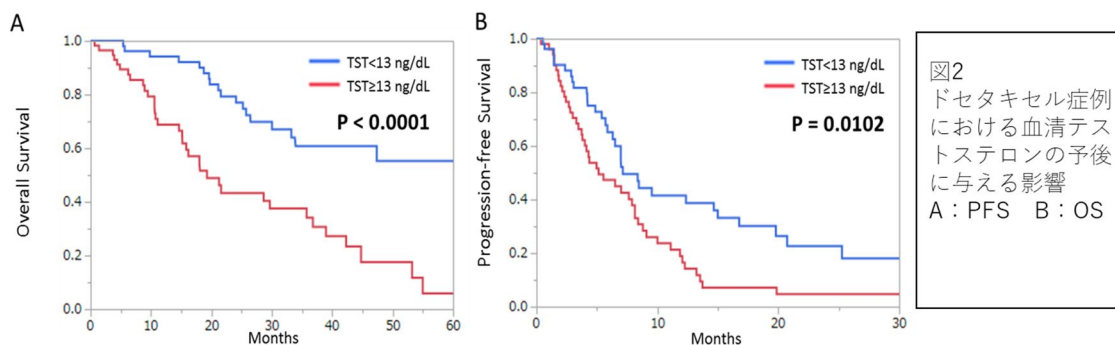 A
Overall Survival
1.0
0.8
0.6
0.4
0.2
0.0
TST<13 ng/dL
TST≥13 ng/dL
P < 0.0001
0 10 20 30 40 50 60
Months
B
Progression-free Survival
1.0
0.8
0.6
0.4
0.2
0.0
TST<13 ng/dL
TST≥13 ng/dL
P = 0.0102
0 10 20 30
Months
図2
ドセタキセル症例
における血清テス
トステロンの予後
に与える影響
A：PFS　B：OS